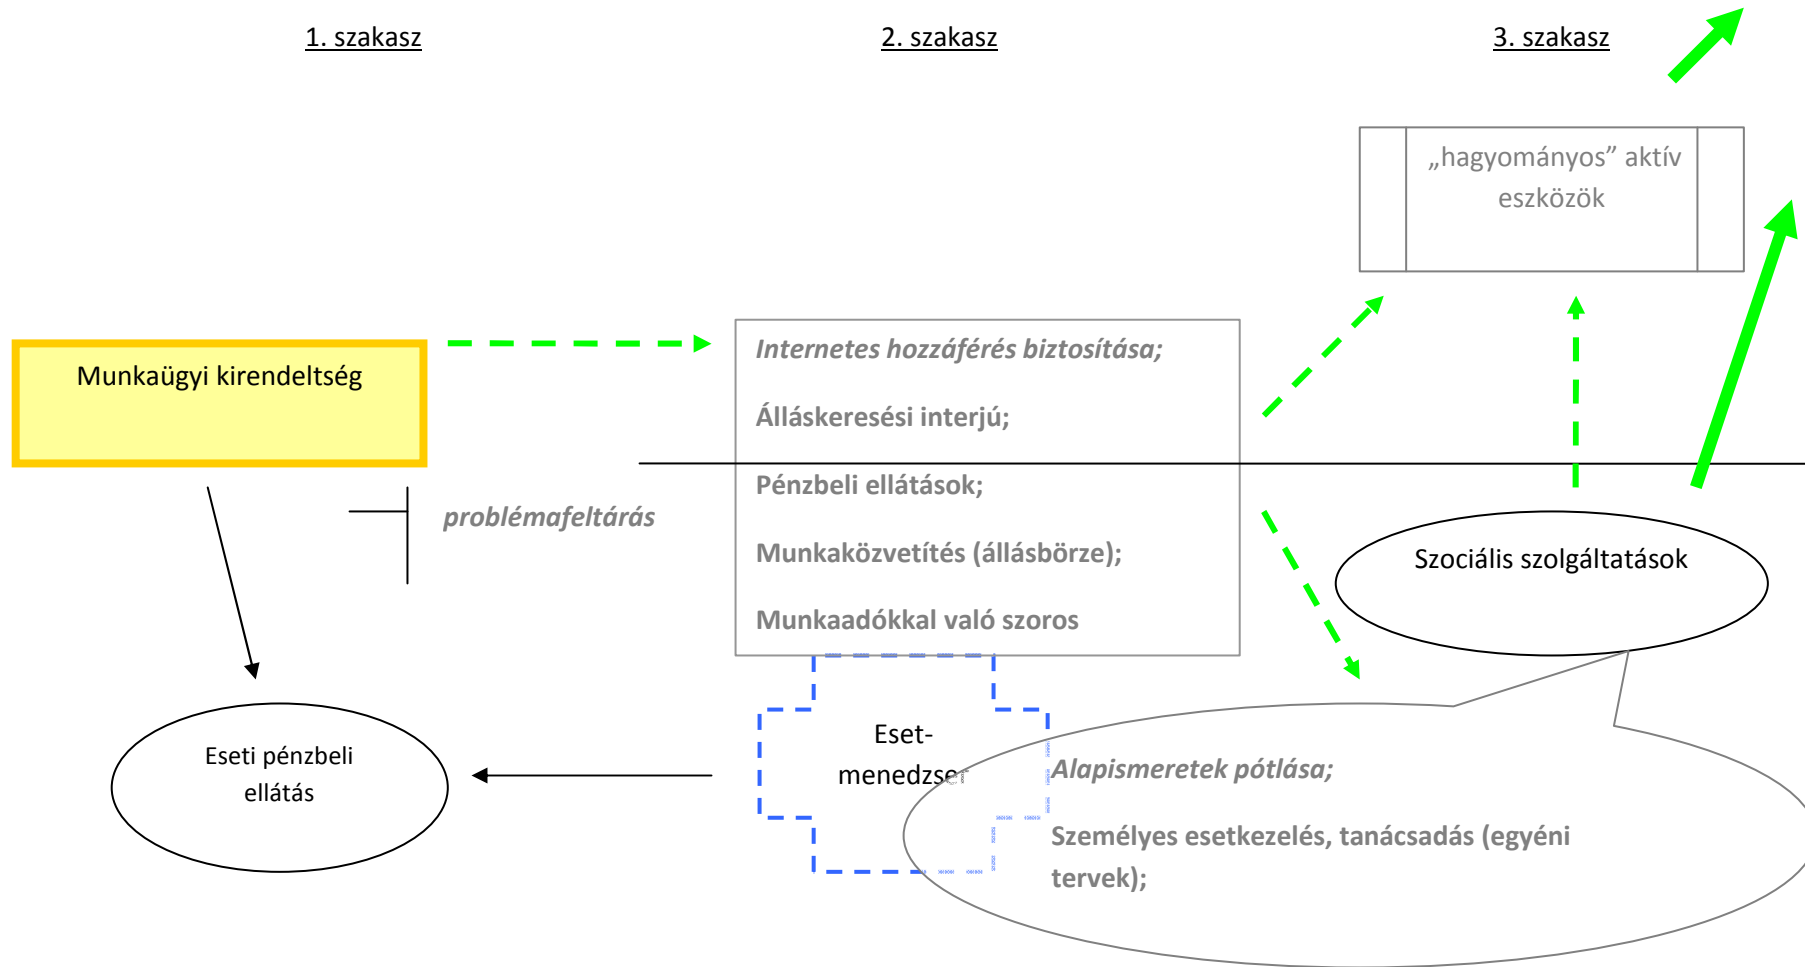 1. szakasz
2. szakasz
3. szakasz
„hagyományos” aktív
eszközök
Munkaügyi kirendeltség
Internetes hozzáférés biztosítása;
Álláskeresési interjú;
Pénzbeli ellátások;
Munkaközvetítés (állásbörze);
Munkaadókkal való szoros
problémafeltárás
Szociális szolgáltatások
Eseti pénzbeli
ellátás
Eset-
menedzser
Alapismeretek pótlása;
Személyes esetkezelés, tanácsadás (egyéni
tervek);